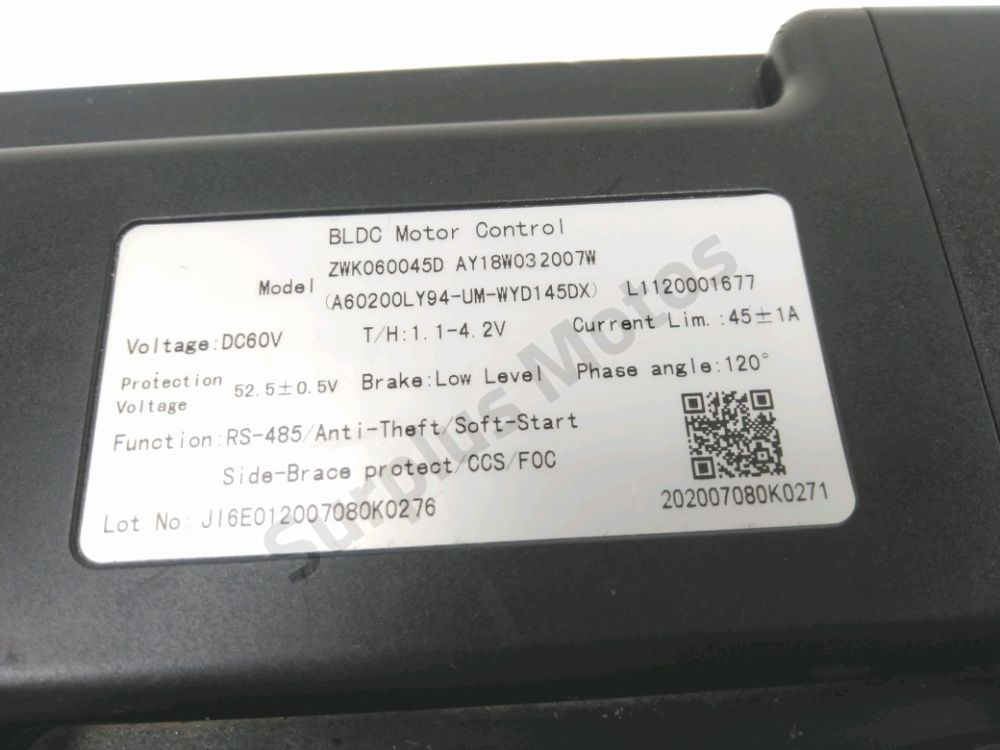 BLDC Motor Control
Model ZWK060045D AY18W032007W
(A60200LY94-UM-WYD145DX) L1120001677
Voltage:DC60V T/H:1.1-4.2V Current Lim.:45±1A
Protection Voltage 52.5±0.5V Brake:Low Level Phase angle:120°
Function:RS-485/Anti-Theft/Soft-Start
Side-Brace protect/CCS/FOC
Lot No: J16E012007080K0276
202007080K0271
Surplus Motos